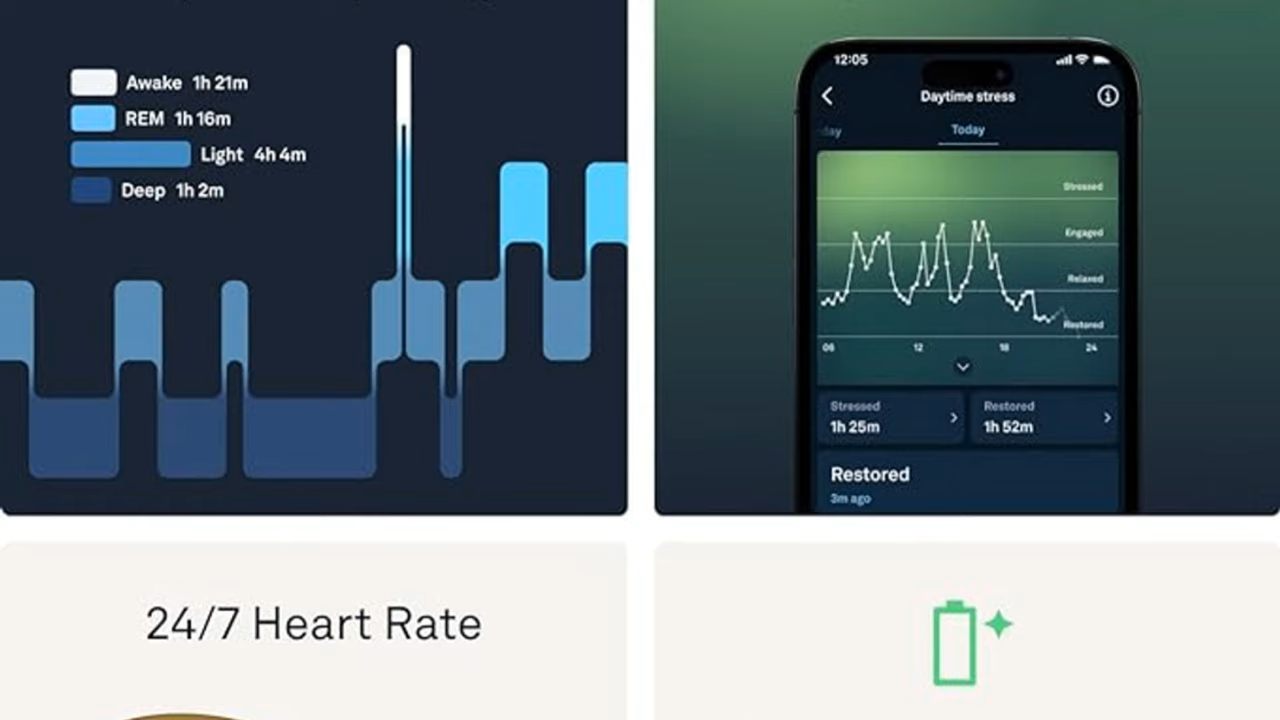 Awake 1h 21m
REM 1h 16m
Light 4h 4m
Deep 1h 2m
12:05
Daytime stress
day
Today
Stressed
Engaged
Relaxed
Restored
06 12 18 24
Stressed
1h 25m
Restored
1h 52m
Restored
3m ago
24/7 Heart Rate